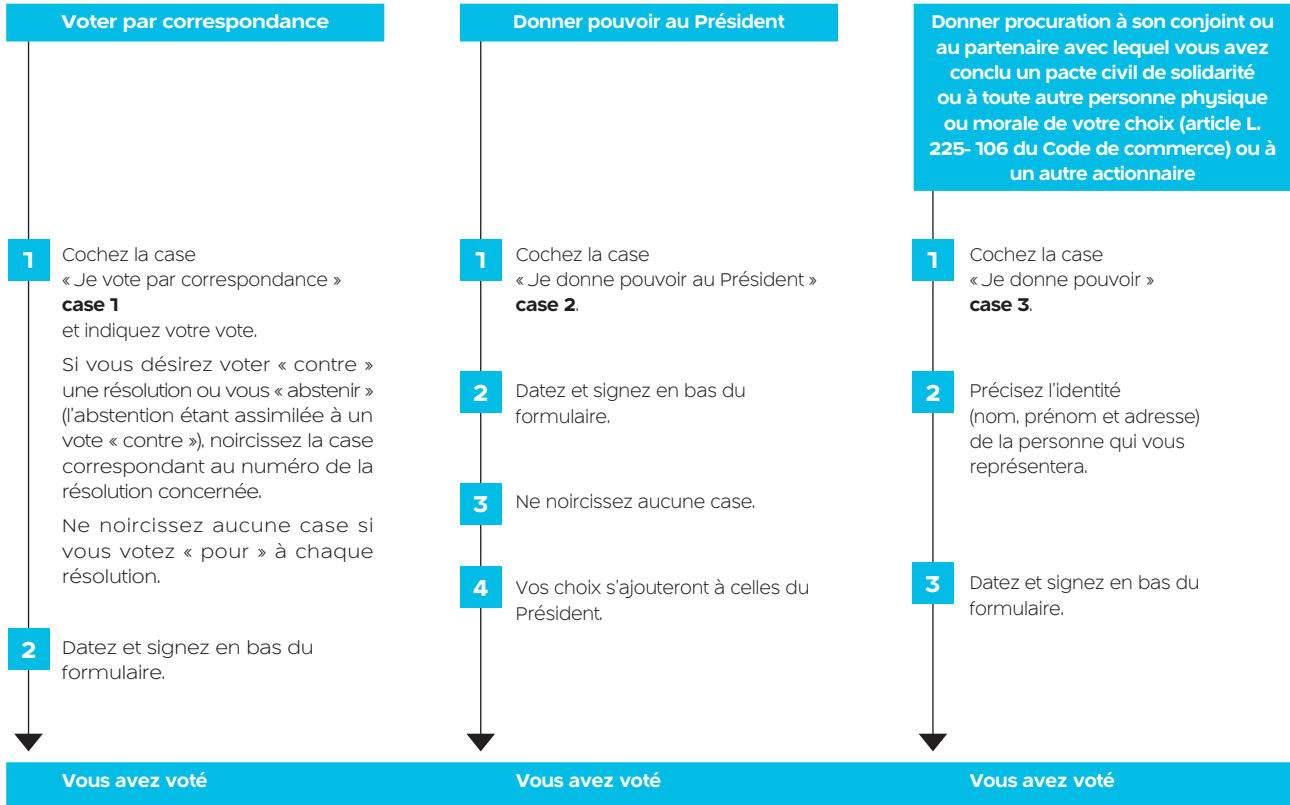 Voter par correspondance
1
Cochez la case
« Je vote par correspondance »
case 1
et indiquez votre vote.
Si vous désirez voter « contre »
une résolution ou vous « abstenir »
(l'abstention étant assimilée à un
vote « contre »), noircissez la case
correspondant au numéro de la
résolution concernée.
Ne noircissez aucune case si
vous votez « pour » à chaque
résolution.
2
Datez et signez en bas du
formulaire.
Vous avez voté
Donner pouvoir au Président
1
Cochez la case
« Je donne pouvoir au Président »
case 2.
2
Datez et signez en bas du
formulaire.
3
Ne noircissez aucune case.
4
Vos choix s'ajouteront à celles du
Président.
Vous avez voté
Donner procuration à son conjoint ou
au partenaire avec lequel vous avez
conclu un pacte civil de solidarité
ou à toute autre personne physique
ou morale de votre choix (article L.
225- 106 du Code de commerce) ou à
un autre actionnaire
1
Cochez la case
« Je donne pouvoir »
case 3.
2
Précisez l'identité
(nom, prénom et adresse)
de la personne qui vous
représentera.
3
Datez et signez en bas du
formulaire.
Vous avez voté